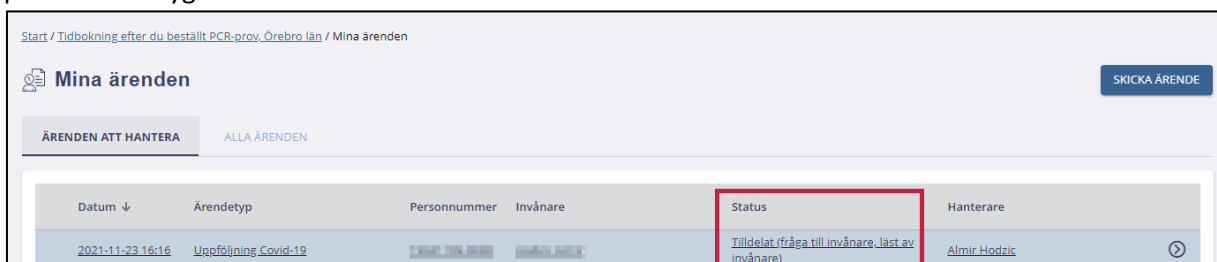 Start / Tidbokning efter du beställt PCR-prov, Örebro län / Mina ärenden
Mina ärenden
SKICKA ÄRENDE
ÄRENDEN ATT HANTERA ALLA ÄRENDEN
Datum ↓ Ärendetyp Personnummer Invånare Status Hanterare
2021-11-23 16:16 Uppföljning Covid-19 Tilldelat (fråga till invånare, läst av Almir Hodzic
invånare)